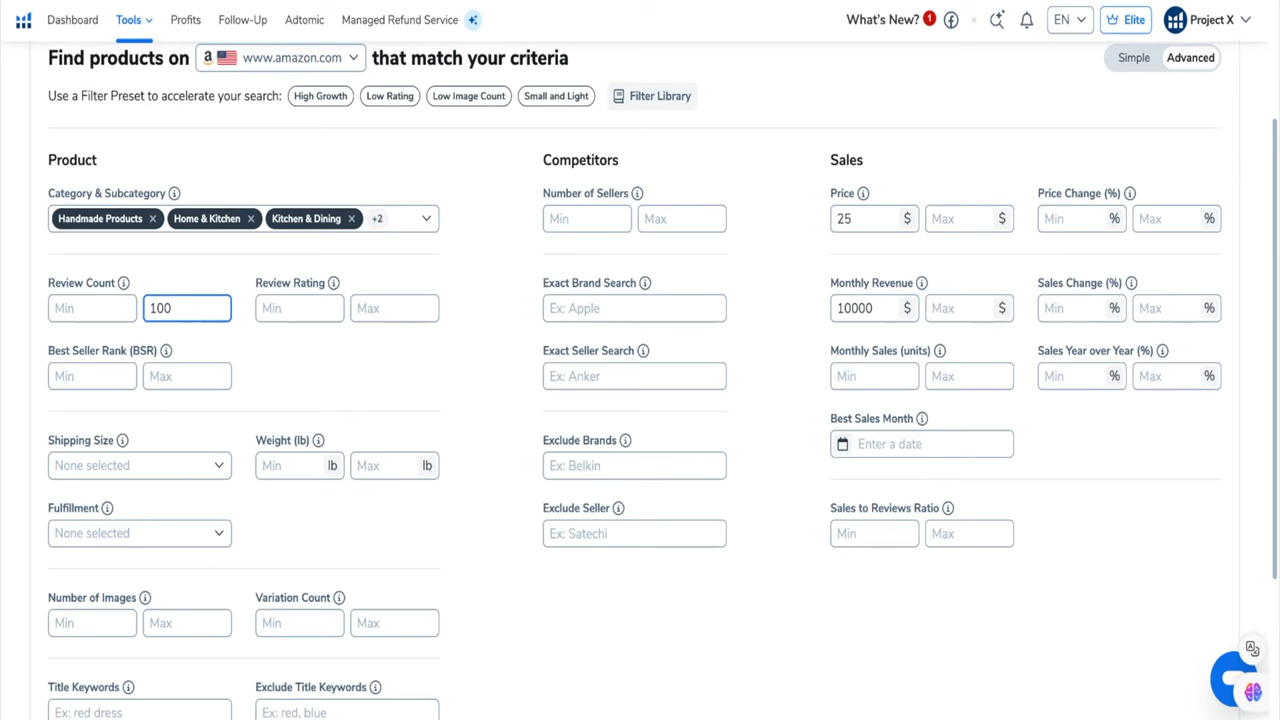 Dashboard Tools Profits Follow-Up Adtomic Managed Refund Service What's New? 1 EN Elite Project X
Find products on a www.amazon.com that match your criteria Simple Advanced
Use a Filter Preset to accelerate your search: High Growth Low Rating Low Image Count Small and Light Filter Library
Product Competitors Sales
Category & Subcategory Number of Sellers Price Price Change (%)
Handmade Products × Home & Kitchen × Kitchen & Dining × +2 Min Max 25 $ Max $ Min % Max %
Review Count Review Rating Exact Brand Search Monthly Revenue Sales Change (%)
Min 100 Min Max Ex: Apple 10000 $ Max $ Min % Max %
Best Seller Rank (BSR) Exact Seller Search Monthly Sales (units) Sales Year over Year (%)
Min Max Ex: Anker Min Max Min % Max %
Best Sales Month
Enter a date
Shipping Size Weight (lb) Exclude Brands
None selected Min lb Max lb Ex: Belkin
Fulfillment Exclude Seller Sales to Reviews Ratio
None selected Ex: Satechi Min Max
Number of Images Variation Count
Min Max Min Max
Title Keywords Exclude Title Keywords
Ex: red dress Ex: red, blue